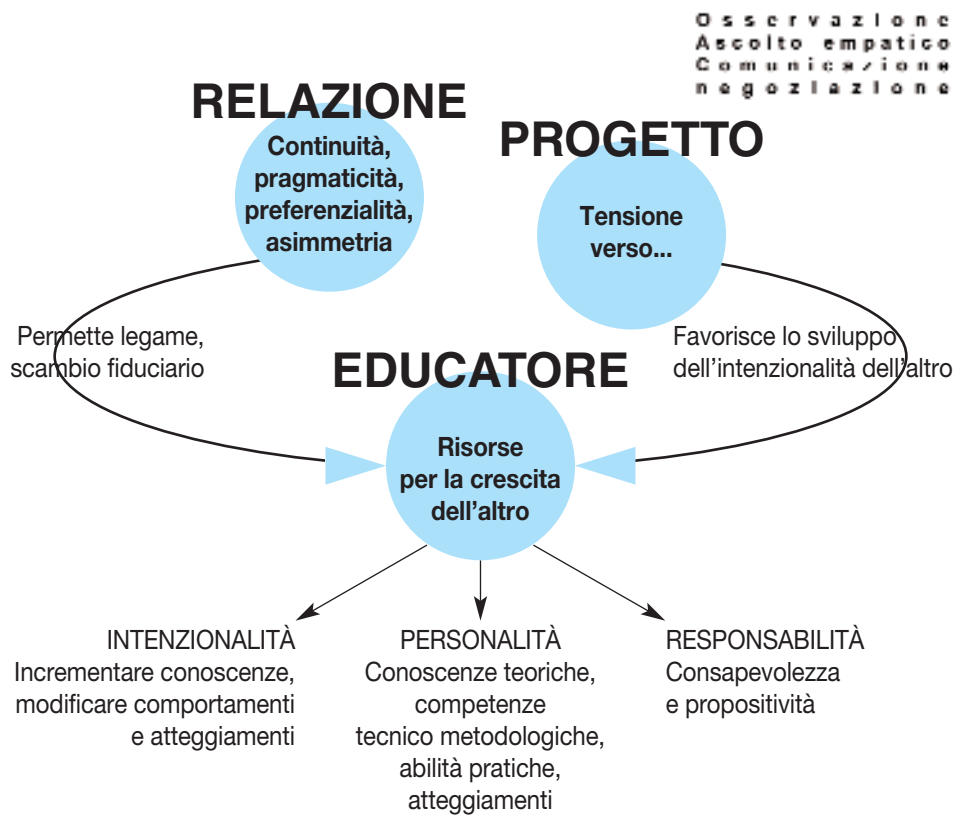 Osservazione
Ascolto empatico
Comunicazione
negoziazione
RELAZIONE
Continuità,
pragmaticità,
preferenzialità,
asimmetria
PROGETTO
Tensione
verso...
Permette legame,
scambio fiduciario
Favorisce lo sviluppo
dell'intenzionalità dell'altro
EDUCATORE
Risorse
per la crescita
dell'altro
INTENZIONALITÀ
Incrementare conoscenze,
modificare comportamenti
e atteggiamenti
PERSONALITÀ
Conoscenze teoriche,
competenze
tecnico metodologiche,
abilità pratiche,
atteggiamenti
RESPONSABILITÀ
Consapevolezza
e propositività